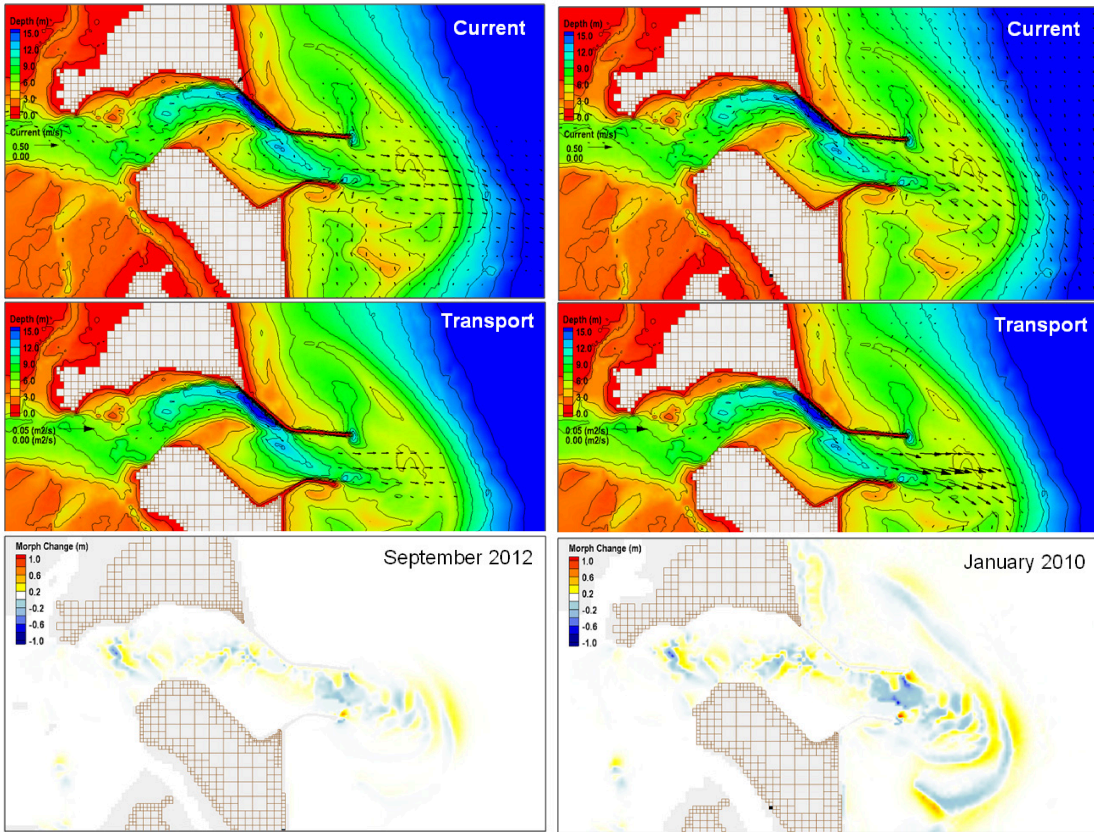 Depth (m)
15.0
12.0
9.0
6.0
3.0
0.0
Current (m/s)
0.50
0.00
Current
Depth (m)
15.0
12.0
9.0
6.0
3.0
0.0
Current (m/s)
0.50
0.00
Current
Depth (m)
15.0
12.0
9.0
6.0
3.0
0.0
0.05 (m2/s)
0.00 (m2/s)
Transport
Depth (m)
15.0
12.0
9.0
6.0
3.0
0.0
0.05 (m2/s)
0.00 (m2/s)
Transport
Morph Change (m)
1.0
0.6
0.2
-0.2
-0.6
-1.0
September 2012
Morph Change (m)
1.0
0.6
0.2
-0.2
-0.6
-1.0
January 2010